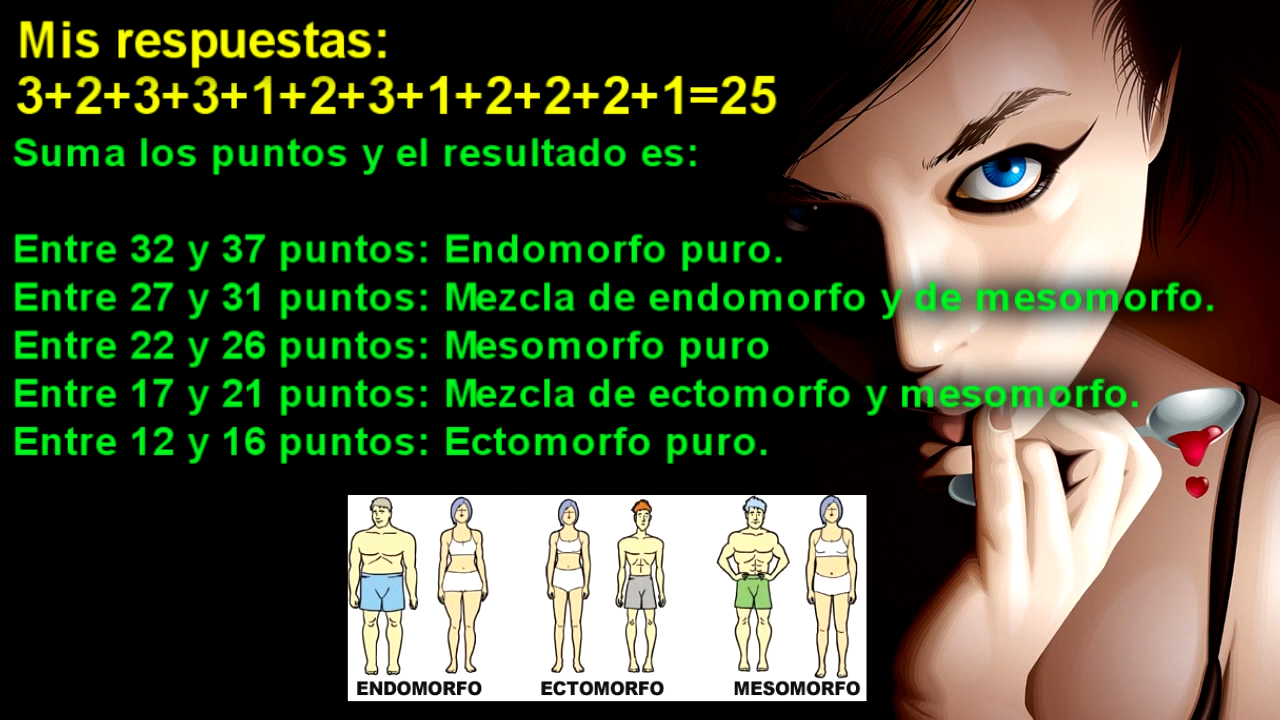 Mis respuestas:
3+2+3+3+1+2+3+1+2+2+2+1=25
Suma los puntos y el resultado es:
Entre 32 y 37 puntos: Endomorfo puro.
Entre 27 y 31 puntos: Mezcla de endomorfo y de mesomorfo.
Entre 22 y 26 puntos: Mesomorfo puro
Entre 17 y 21 puntos: Mezcla de ectomorfo y mesomorfo.
Entre 12 y 16 puntos: Ectomorfo puro.
ENDOMORFO ECTOMORFO MESOMORFO